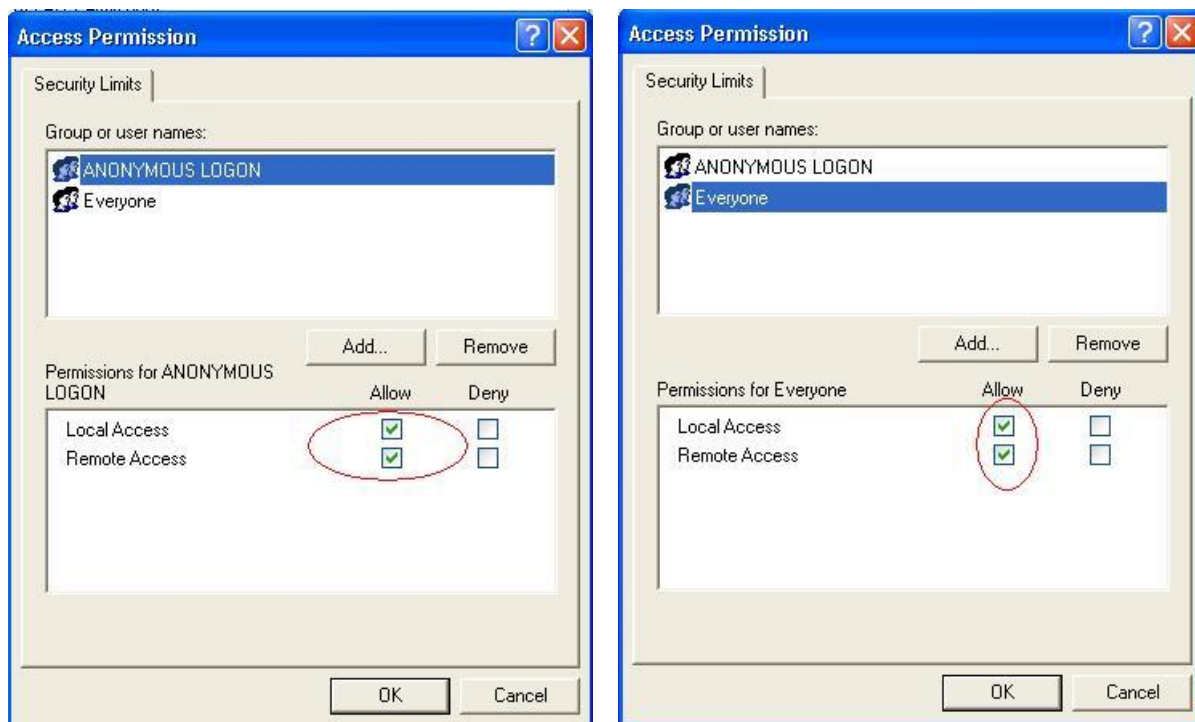 Access Permission
Security Limits
Group or user names:
ANONYMOUS LOGON
Everyone
Add... Remove
Permissions for ANONYMOUS
LOGON Allow Deny
Local Access
Remote Access
OK Cancel
Access Permission
Security Limits
Group or user names:
ANONYMOUS LOGON
Everyone
Add... Remove
Permissions for Everyone Allow Deny
Local Access
Remote Access
OK Cancel